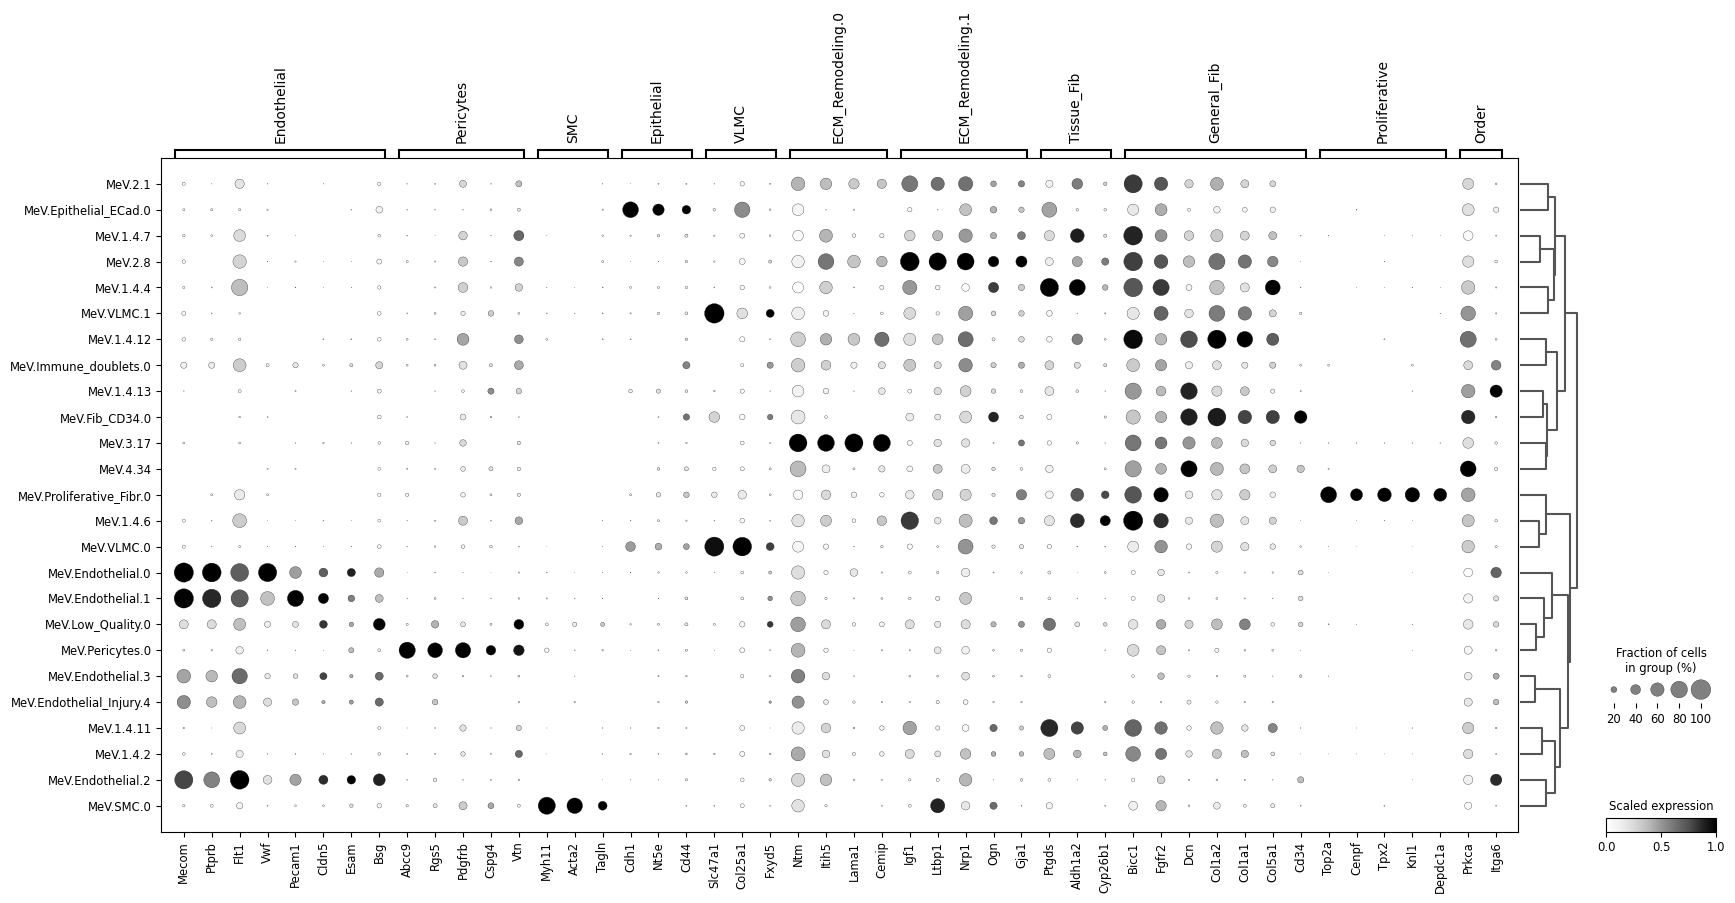 Endothelial
Pericytes
SMC
Epithelial
VLMC
ECM_Remodeling.0
ECM_Remodeling.1
Tissue_Fib
General_Fib
Proliferative
Order
MeV.2.1
MeV.Epithelial_ECad.0
MeV.1.4.7
MeV.2.8
MeV.1.4.4
MeV.VLMC.1
MeV.1.4.12
MeV.Immune_doublets.0
MeV.1.4.13
MeV.Fib_CD34.0
MeV.3.17
MeV.4.34
MeV.Proliferative_Fibr.0
MeV.1.4.6
MeV.VLMC.0
MeV.Endothelial.0
MeV.Endothelial.1
MeV.Low_Quality.0
MeV.Pericytes.0
MeV.Endothelial.3
MeV.Endothelial_Injury.4
MeV.1.4.11
MeV.1.4.2
MeV.Endothelial.2
MeV.SMC.0
Mecom
Ptprb
Flt1
Vwf
Pecam1
Cldn5
Esam
Bsg
Abcc9
Rgs5
Pdgfrb
Cspg4
Vtn
Myh11
Acta2
Tagln
Cdh1
Nt5e
Cd44
Slc47a1
Col25a1
Fxyd5
Ntm
Itih5
Lama1
Cemip
Igf1
Ltbp1
Nrp1
Ogn
Gja1
Ptgds
Aldh1a2
Cyp26b1
Bicc1
Fgfr2
Dcn
Col1a2
Col1a1
Col5a1
Cd34
Top2a
Cenpf
Tpx2
Knl1
Depdc1a
Prkca
Itga6
Fraction of cells
in group (%)
20 40 60 80 100
Scaled expression
0.0 0.5 1.0